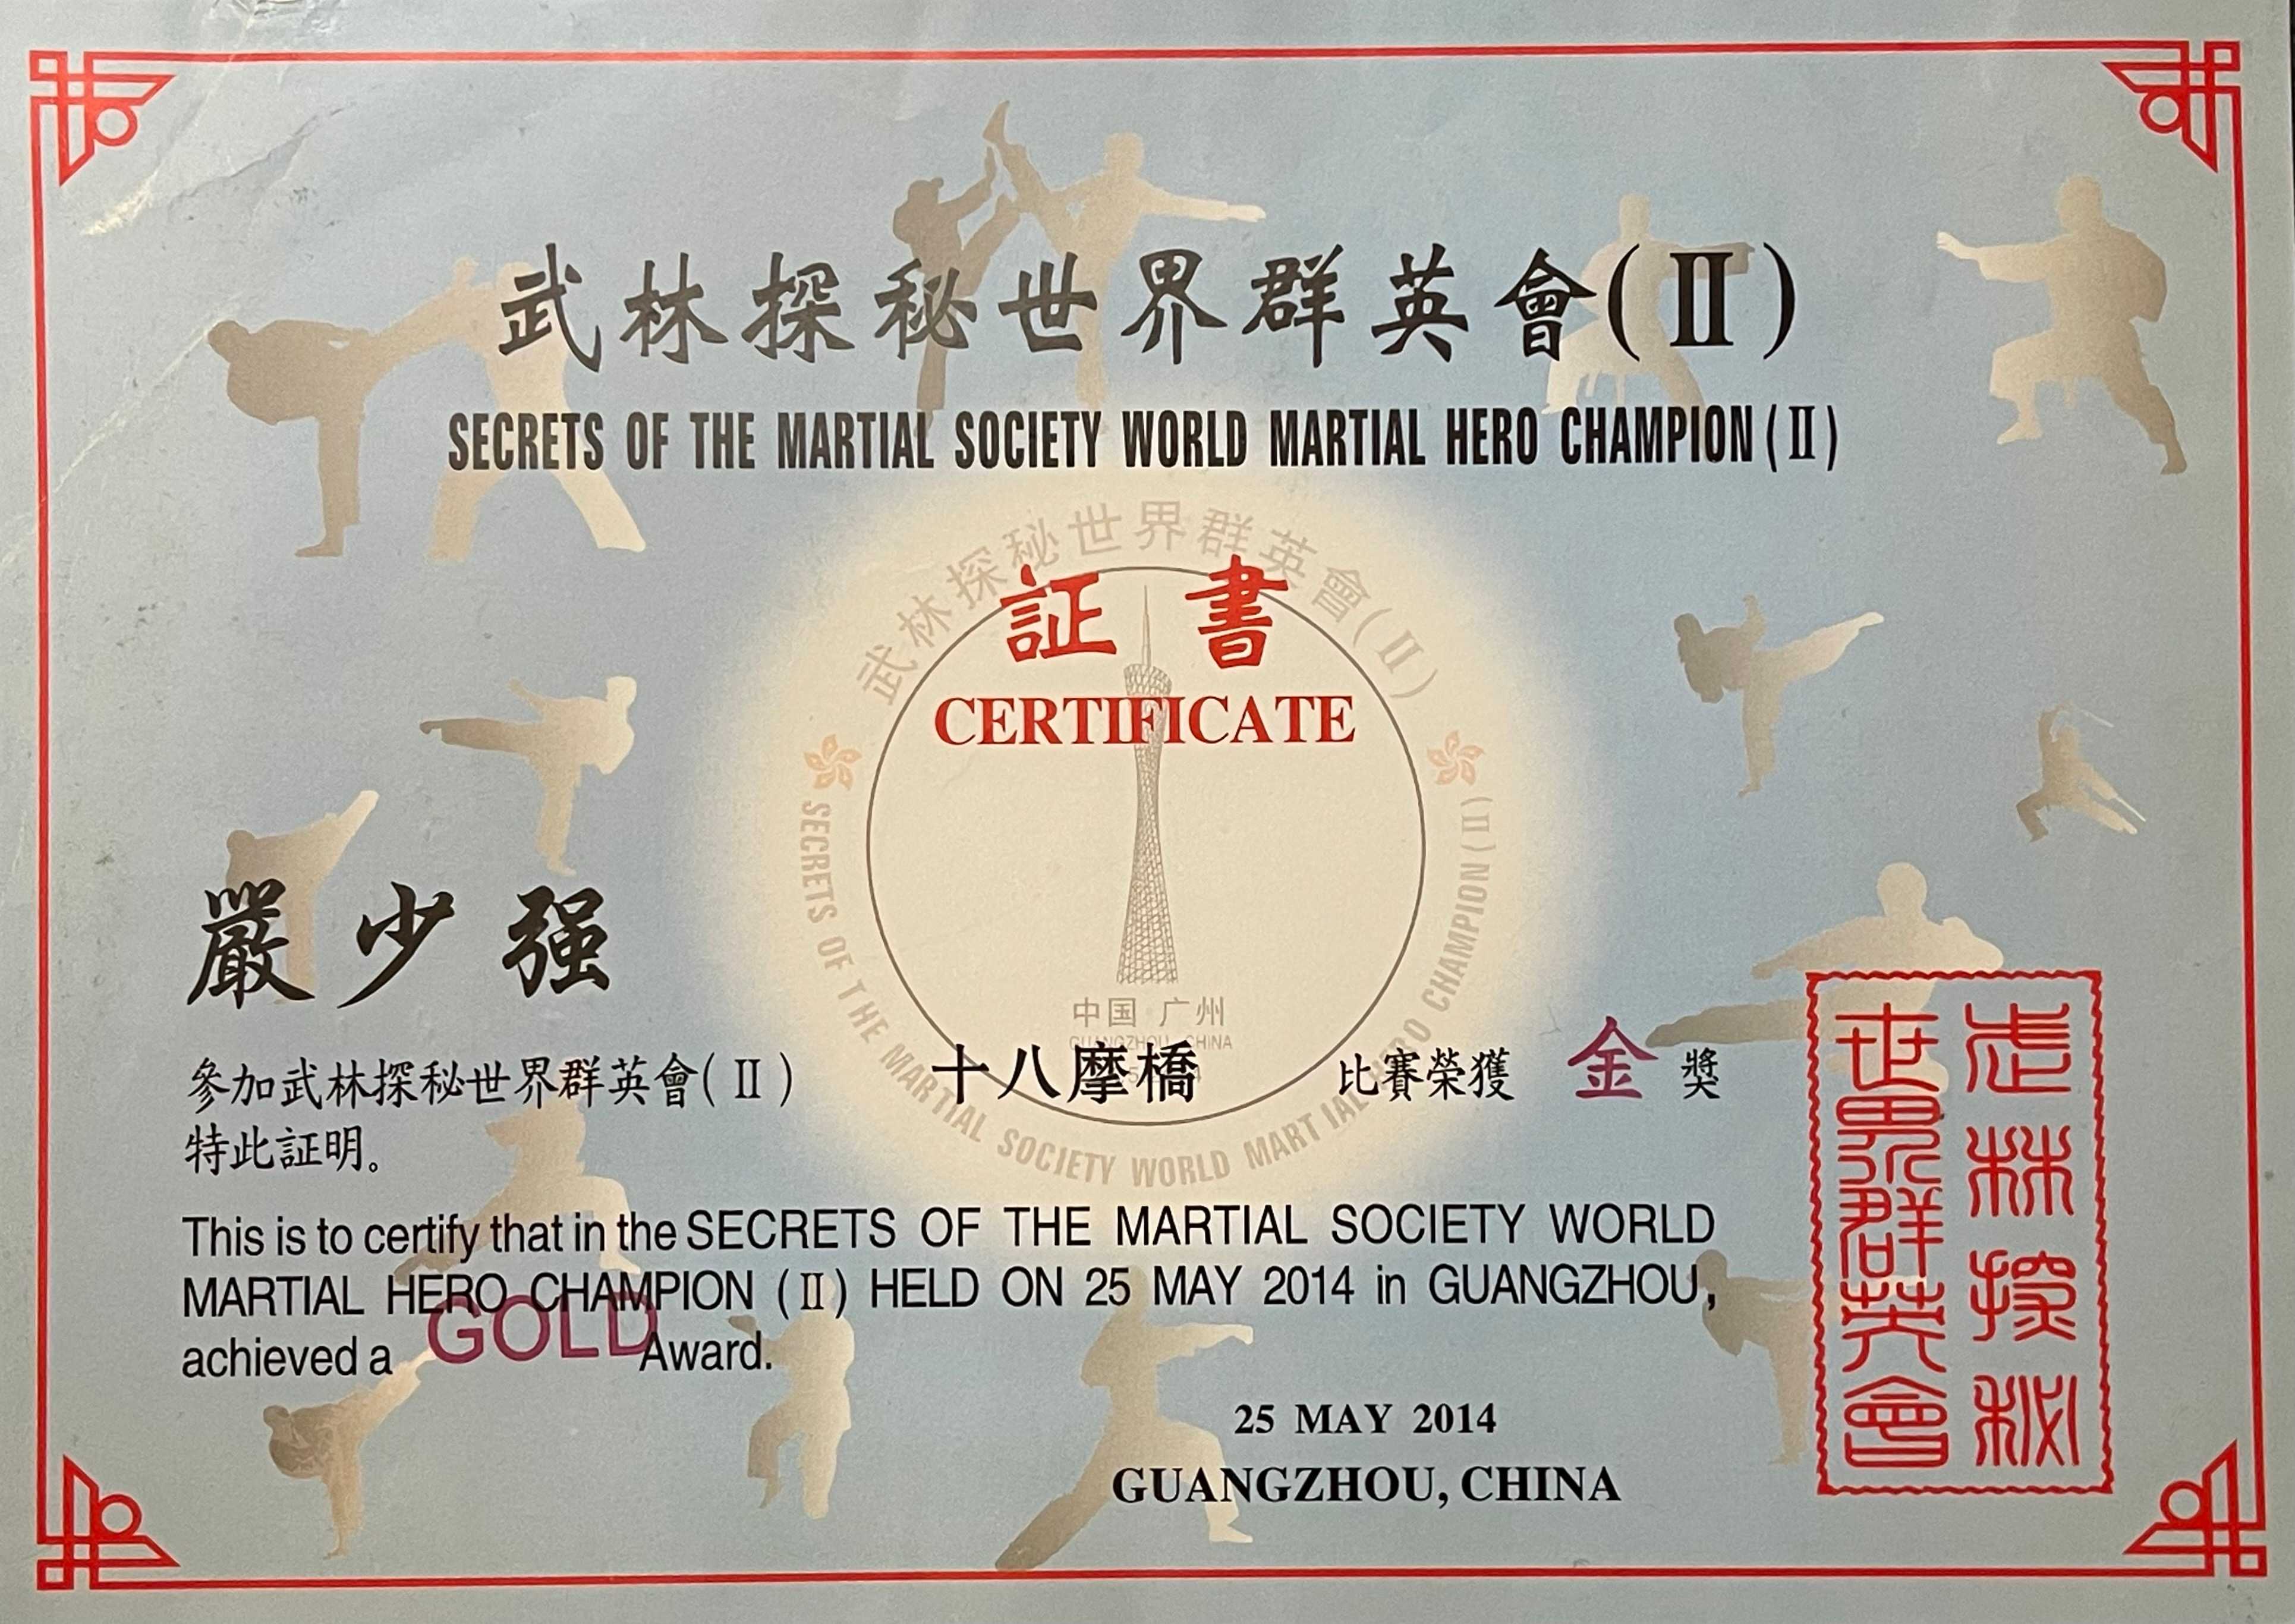 武林探秘世界群英會(Ⅱ)
SECRETS OF THE MARTIAL SOCIETY WORLD MARTIAL HERO CHAMPION(Ⅱ)
武林探秘世界群英會(Ⅱ)
証書
CERTIFICATE
SECRETS OF THE MARTIAL SOCIETY WORLD MART IAL HERO CHAMPION (Ⅱ)
嚴少强
中国 广州
GUANGZHOU CHINA
參加武林探秘世界群英會(Ⅱ) 十八摩橋 比賽榮獲 金 獎
特此証明。
This is to certify that in the SECRETS OF THE MARTIAL SOCIETY WORLD
MARTIAL HERO CHAMPION (Ⅱ) HELD ON 25 MAY 2014 in GUANGZHOU,
achieved a GOLD Award.
25 MAY 2014
GUANGZHOU, CHINA
武林探秘
世界群英會